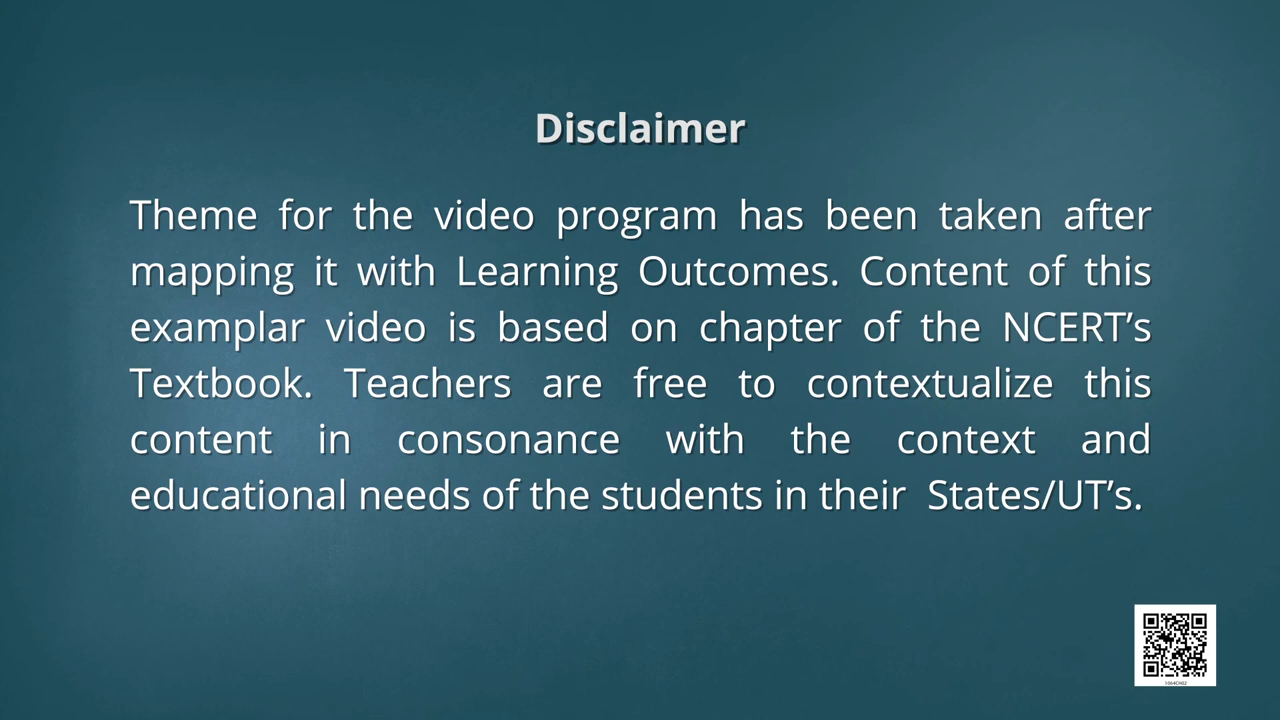 Disclaimer
Theme for the video program has been taken after
mapping it with Learning Outcomes. Content of this
examplar video is based on chapter of the NCERT’s
Textbook. Teachers are free to contextualize this
content in consonance with the context and
educational needs of the students in their States/UT’s.
1064CH02